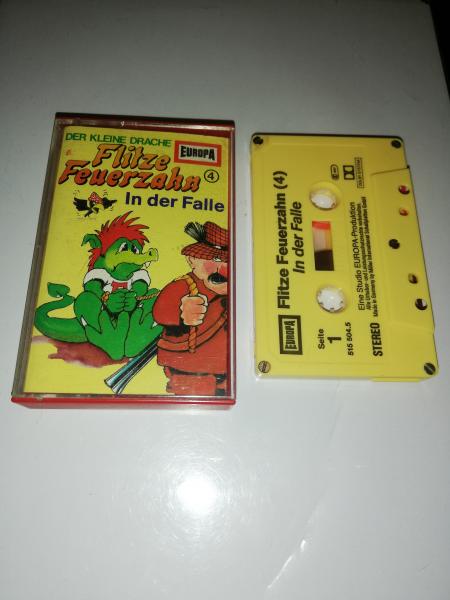 DER KLEINE DRACHE
Flitze
Feuerzahn
4
EUROPA
In der Falle
Flitze Feuerzahn (4)
In der Falle
Eine Studio EUROPA-Produktion
EUROPA
Seite
1
515 504.5
STEREO